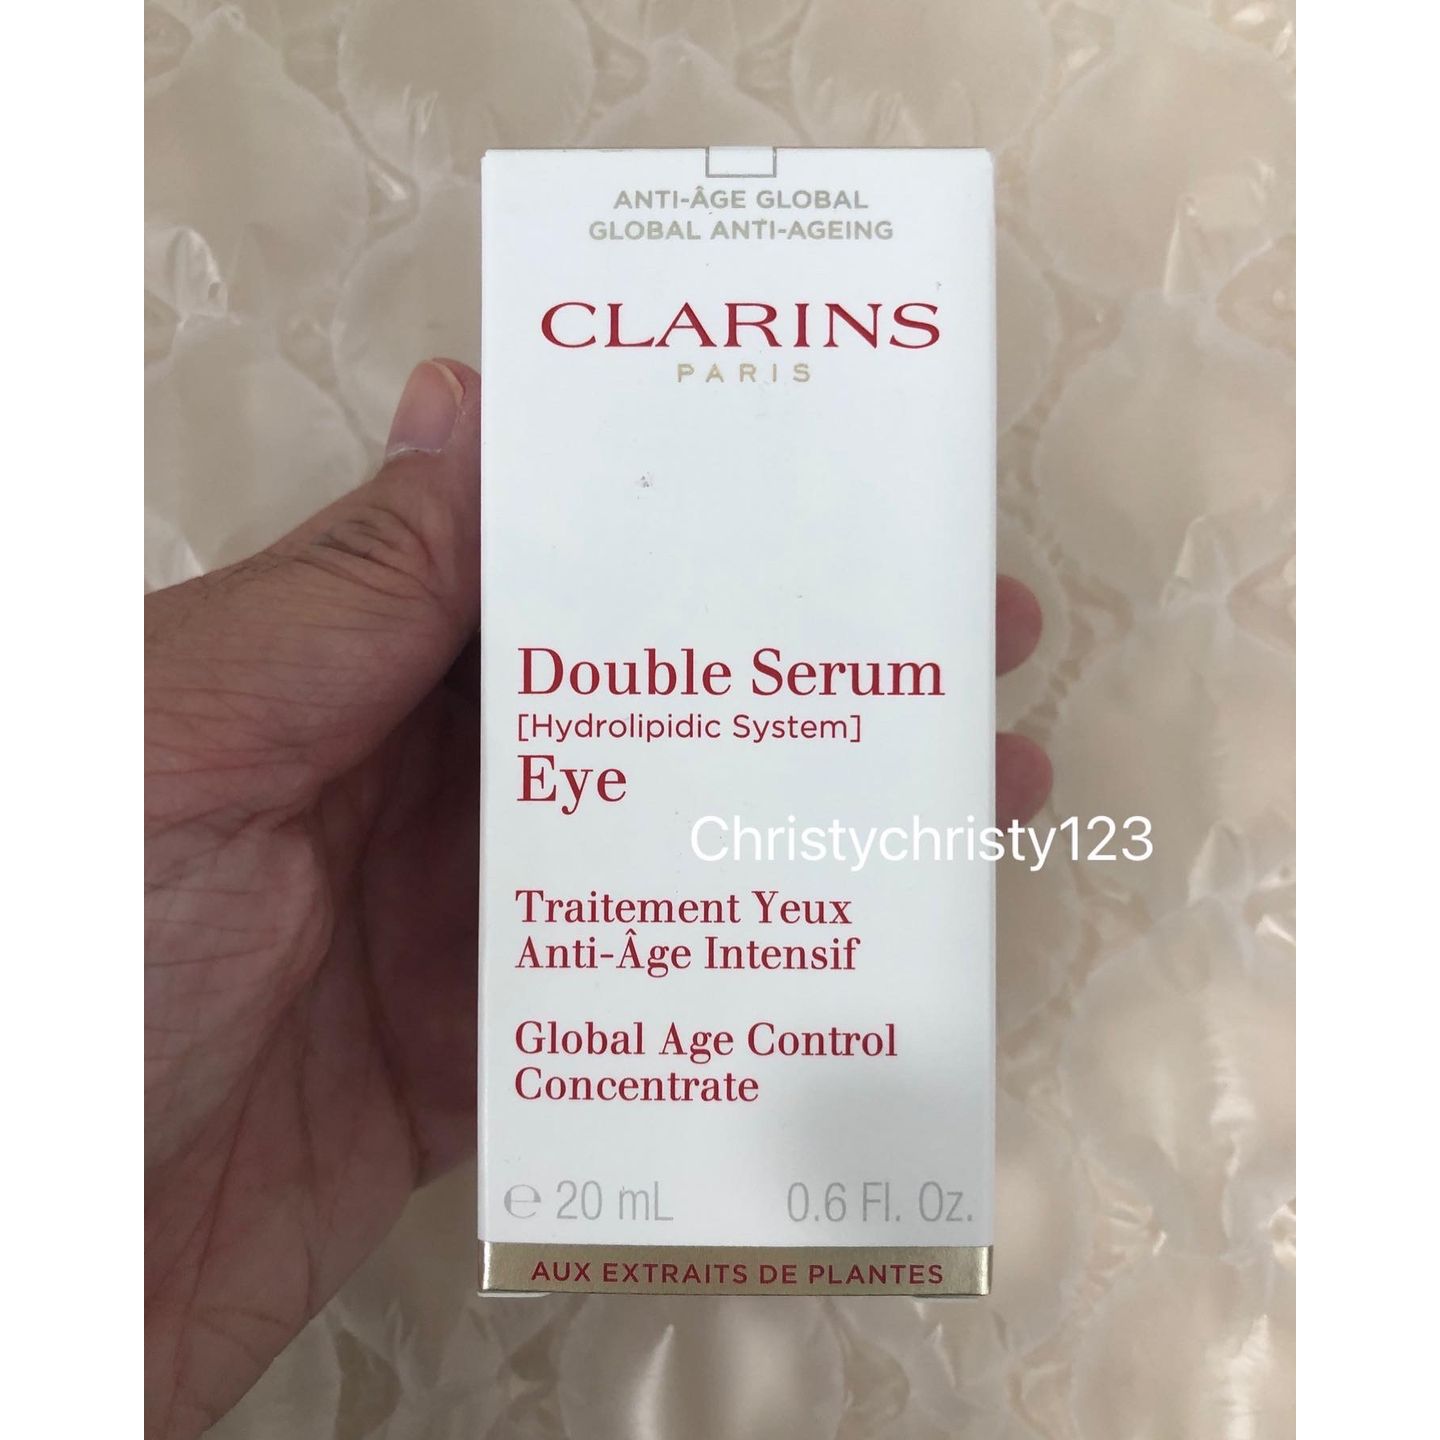 ANTI-ÂGE GLOBAL
GLOBAL ANTI-AGEING
CLARINS
PARIS
Double Serum
[Hydrolipidic System]
Eye
Christychristy123
Traitement Yeux
Anti-Âge Intensif
Global Age Control
Concentrate
℮ 20 mL 0.6 Fl. Oz.
AUX EXTRAITS DE PLANTES